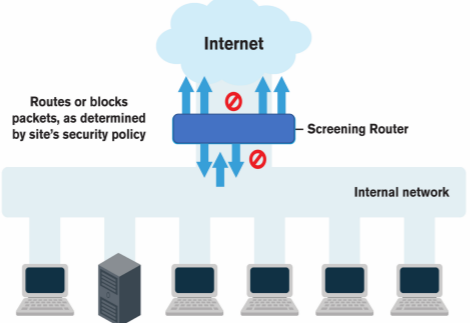 Internet
Routes or blocks
packets, as determined
by site's security policy
Screening Router
Internal network